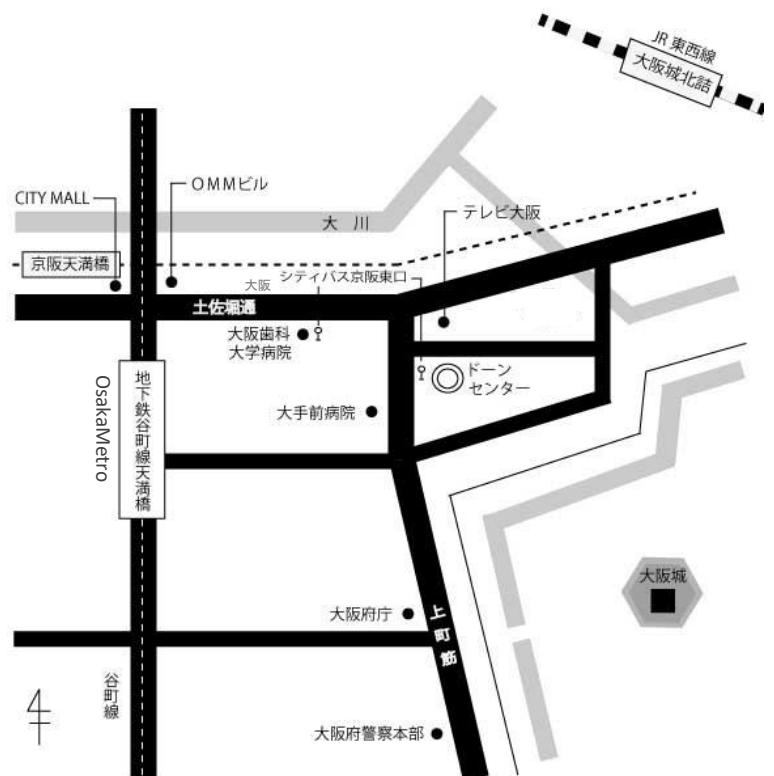 JR 東西線
大阪城北詰
OMMビル
CITY MALL
テレビ大阪
大 川
京阪天満橋
大阪
シティバス京阪東口
土佐堀通
大阪歯科
大学病院
ドーン
センター
地下鉄谷町線天満橋
OsakaMetro
大手前病院
大阪城
大阪府庁
上町筋
谷町線
大阪府警察本部